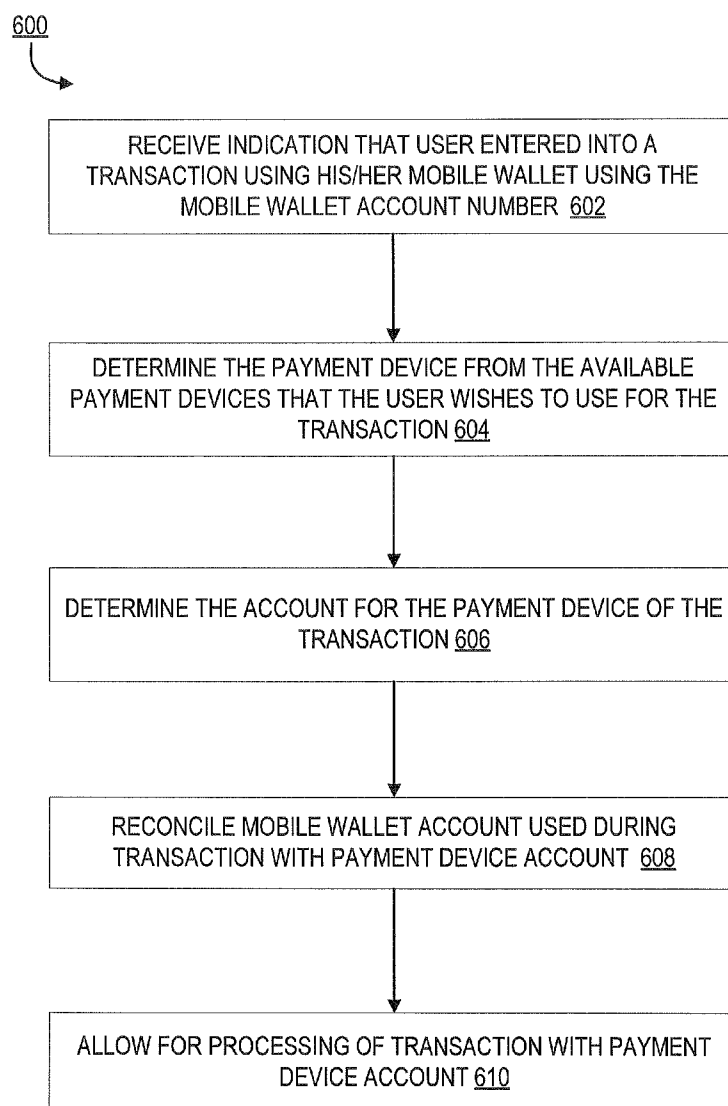 600
RECEIVE INDICATION THAT USER ENTERED INTO A
TRANSACTION USING HIS/HER MOBILE WALLET USING THE
MOBILE WALLET ACCOUNT NUMBER 602
DETERMINE THE PAYMENT DEVICE FROM THE AVAILABLE
PAYMENT DEVICES THAT THE USER WISHES TO USE FOR THE
TRANSACTION 604
DETERMINE THE ACCOUNT FOR THE PAYMENT DEVICE OF THE
TRANSACTION 606
RECONCILE MOBILE WALLET ACCOUNT USED DURING
TRANSACTION WITH PAYMENT DEVICE ACCOUNT 608
ALLOW FOR PROCESSING OF TRANSACTION WITH PAYMENT
DEVICE ACCOUNT 610